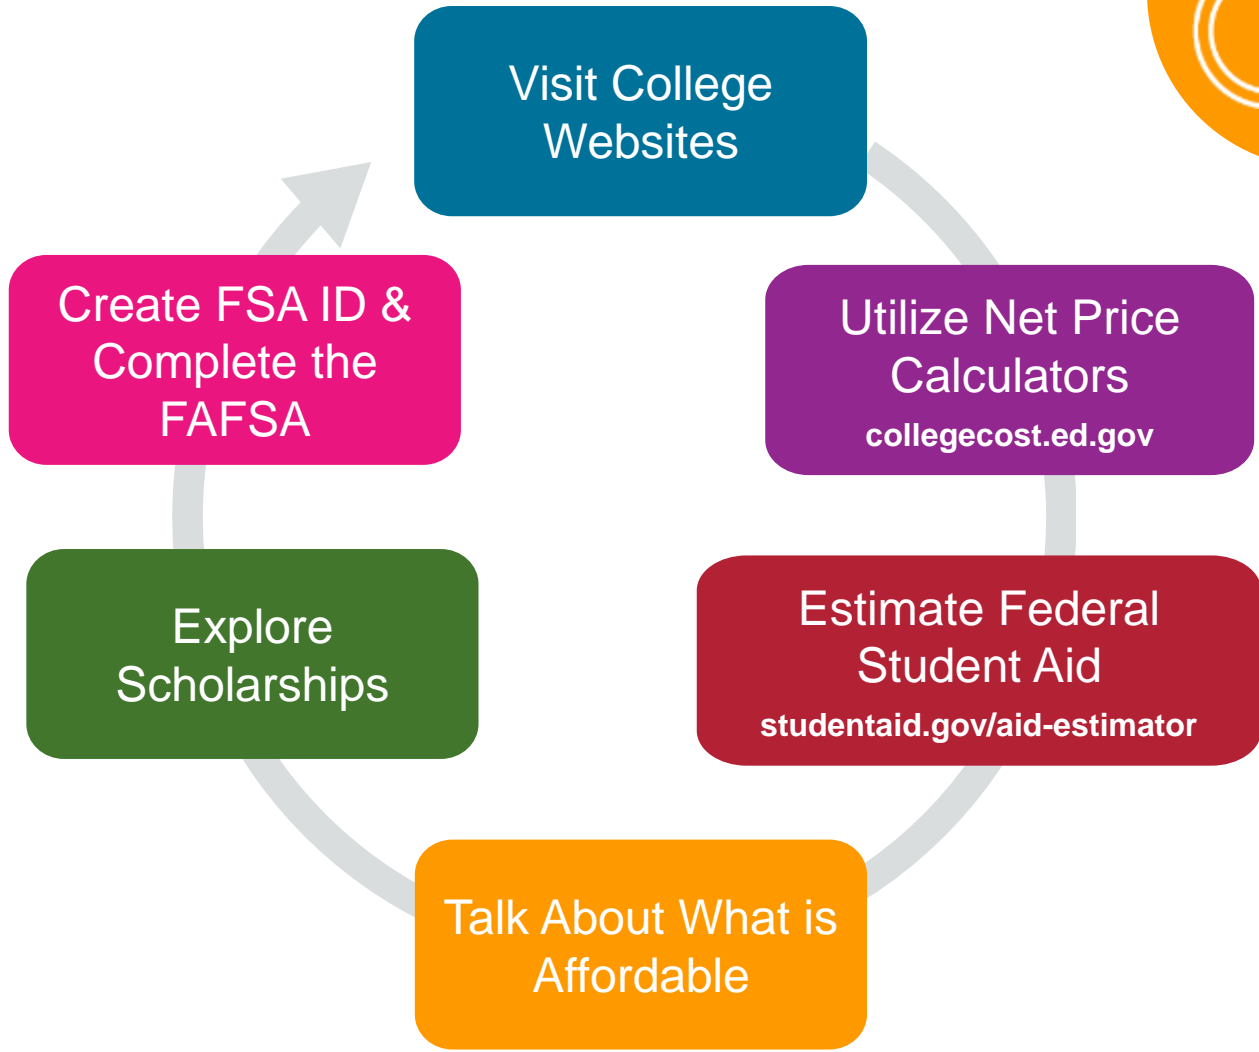 Visit College
Websites
Utilize Net Price
Calculators
collegecost.ed.gov
Estimate Federal
Student Aid
studentaid.gov/aid-estimator
Talk About What is
Affordable
Explore
Scholarships
Create FSA ID &
Complete the
FAFSA